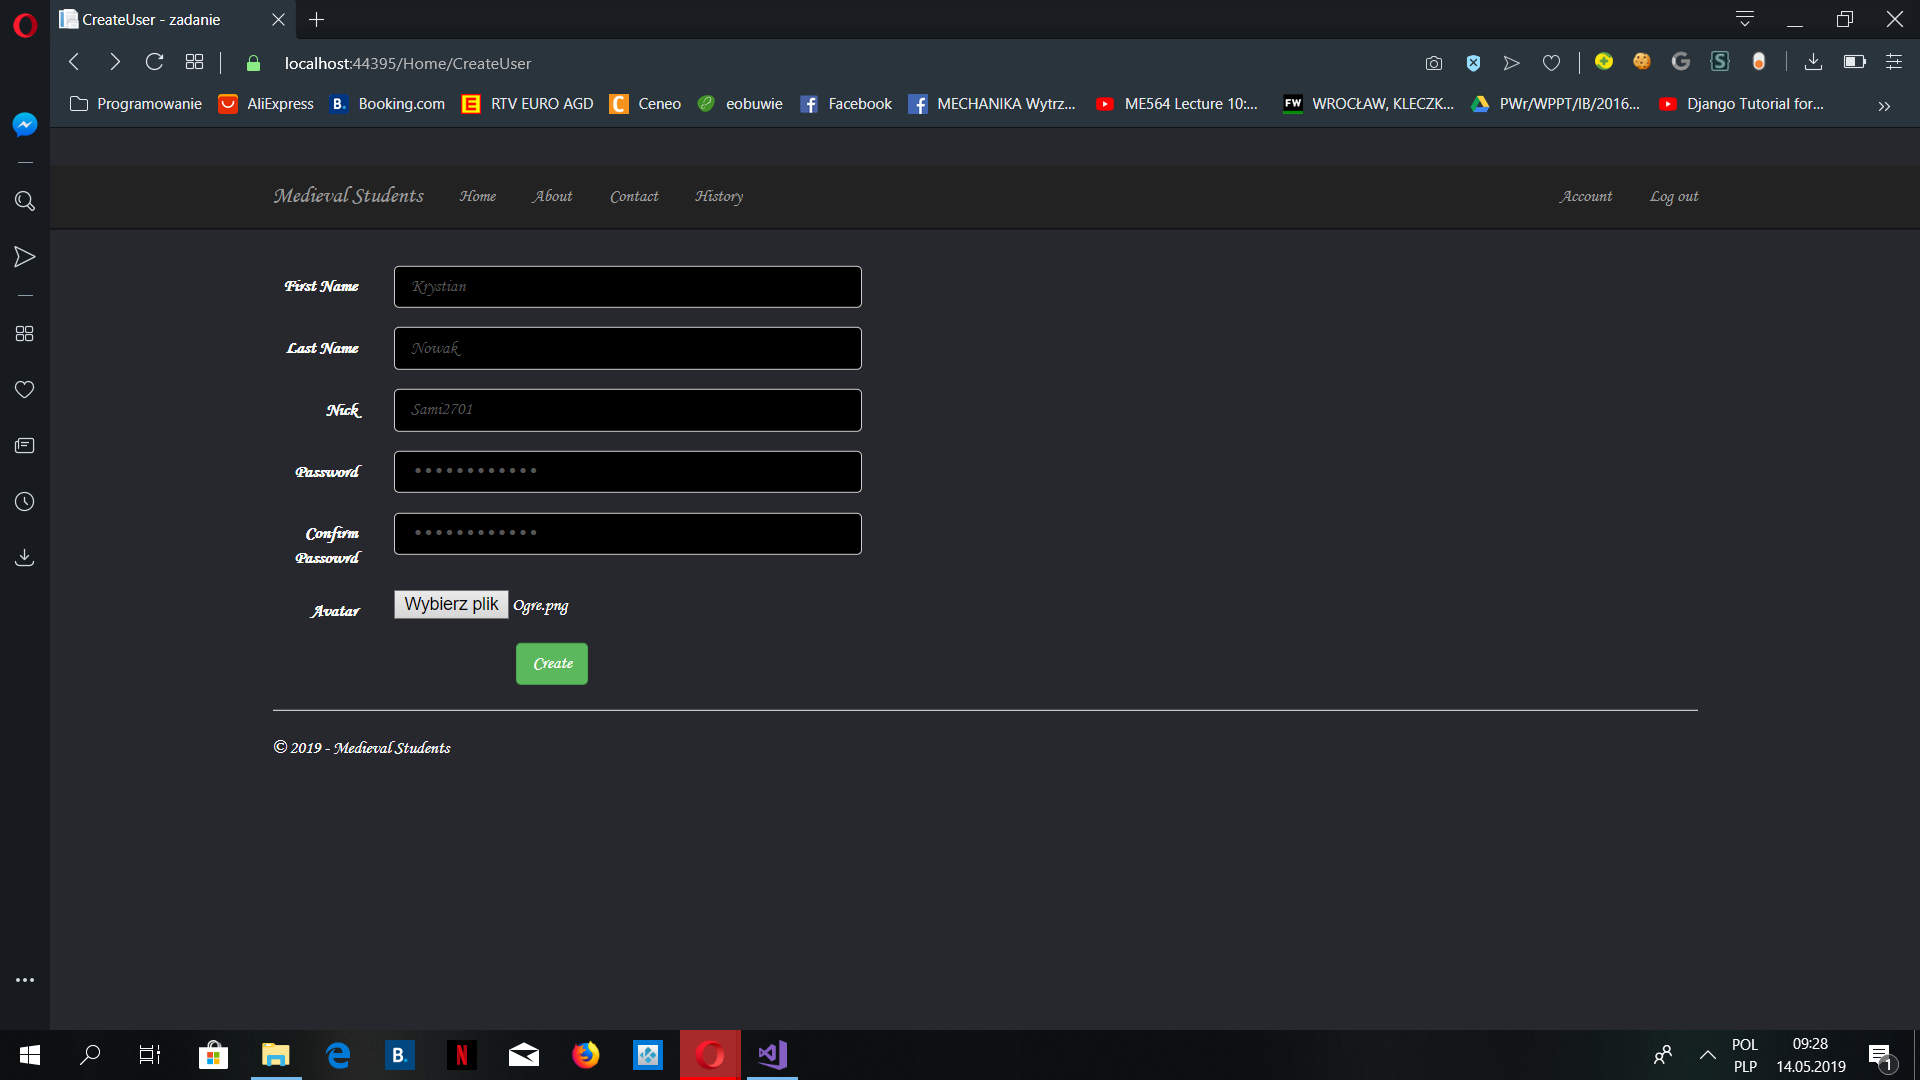 CreateUser - zadanie
localhost:44395/Home/CreateUser
Programowanie AliExpress B. Booking.com E RTV EURO AGD C Ceneo eobuwie f Facebook f MECHANIKA Wytrz... ME564 Lecture 10:... FW WROCŁAW, KLECZK... PWr/WPPT/IB/2016... Django Tutorial for...
Medieval Students Home About Contact History Account Log out
First Name Krystian
Last Name Nowak
Nick Sami2701
Password ••••••••••••
Confirm ••••••••••••
Passowrd
Avatar Wybierz plik Ogre.png
Create
© 2019 - Medieval Students
POL 09:28
PLP 14.05.2019
1